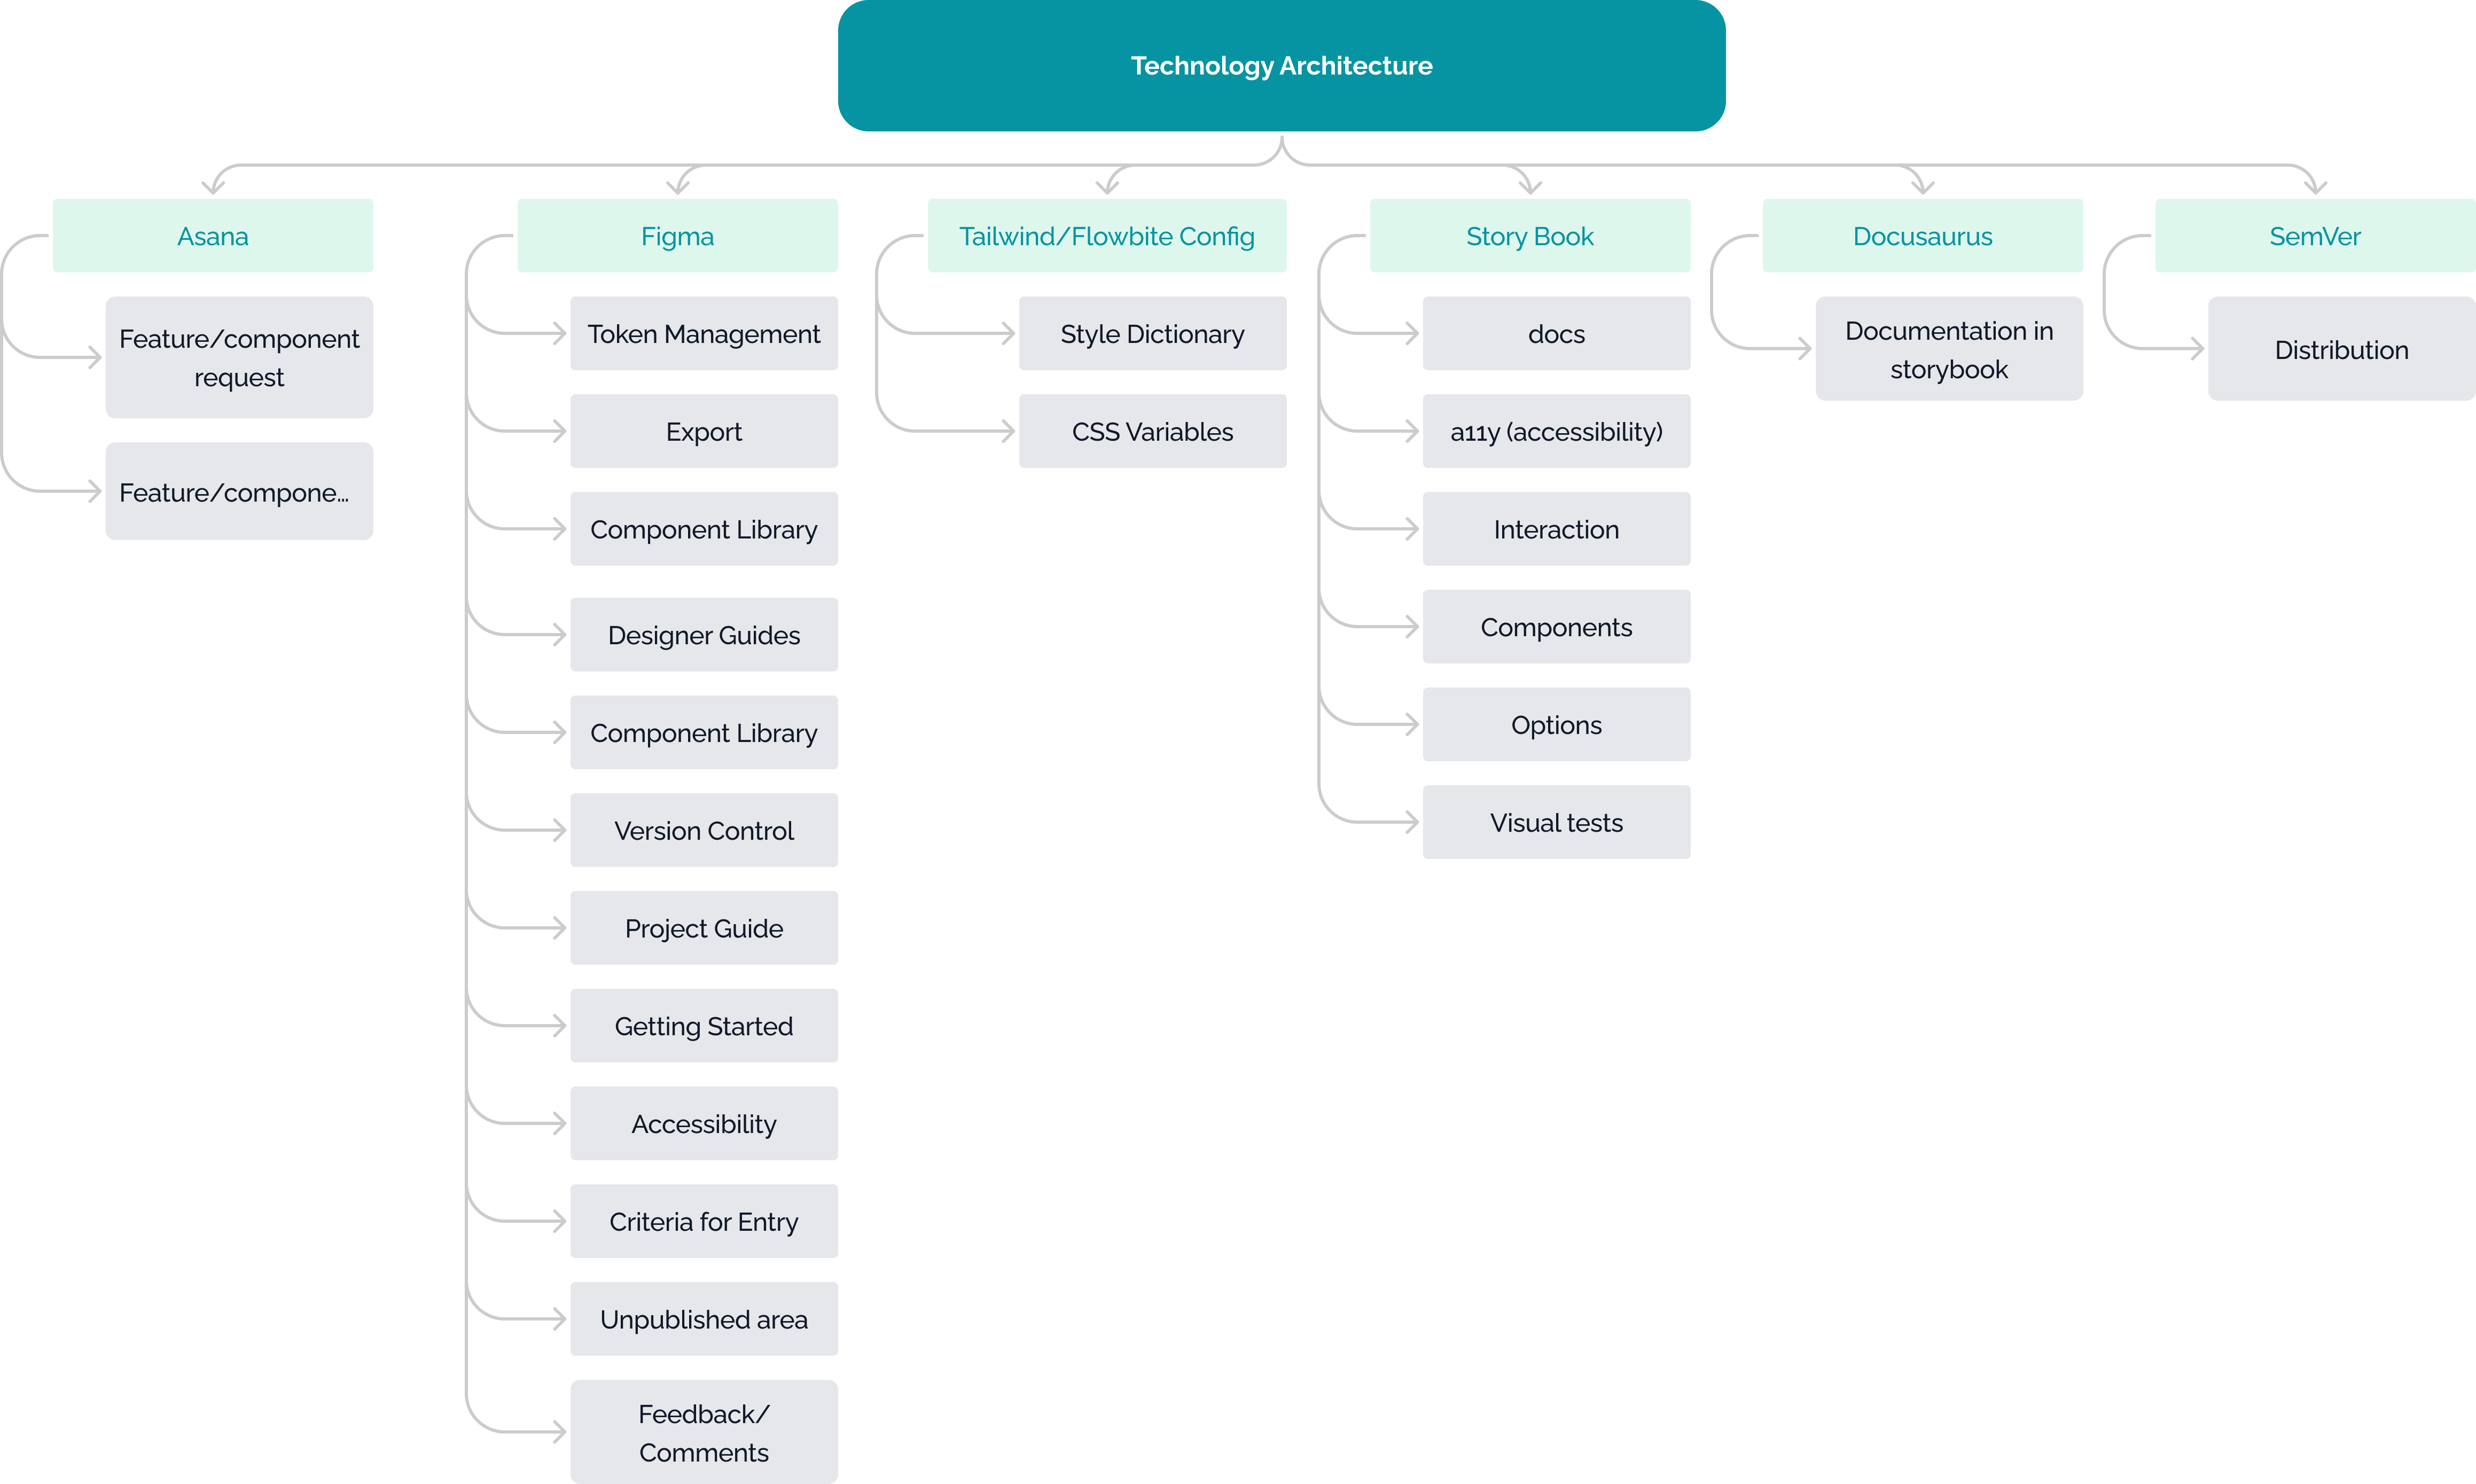 Technology Architecture
Asana
Feature/component
request
Feature/compone...
Figma
Token Management
Export
Component Library
Designer Guides
Component Library
Version Control
Project Guide
Getting Started
Accessibility
Criteria for Entry
Unpublished area
Feedback/
Comments
Tailwind/Flowbite Config
Style Dictionary
CSS Variables
Story Book
docs
a11y (accessibility)
Interaction
Components
Options
Visual tests
Docusaurus
Documentation in
storybook
SemVer
Distribution